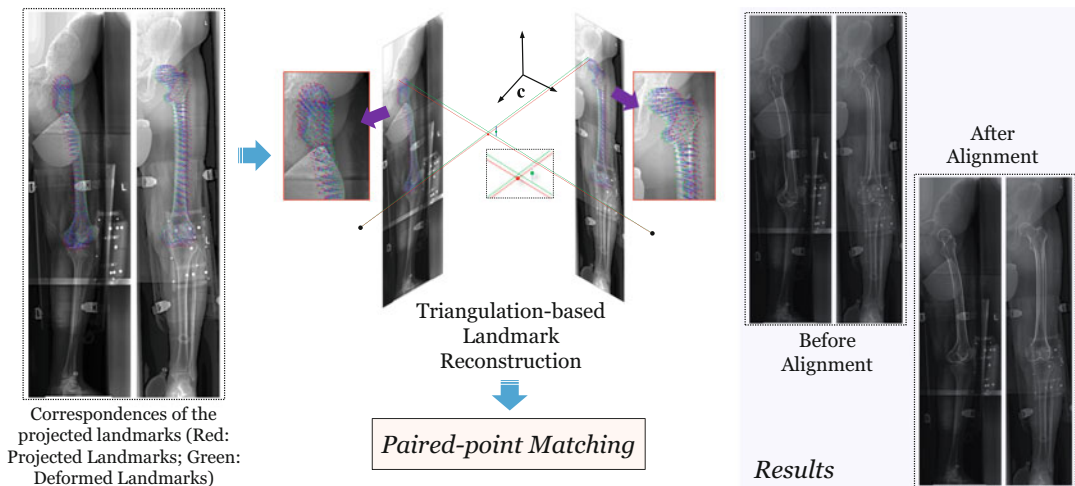 Correspondences of the
projected landmarks (Red:
Projected Landmarks; Green:
Deformed Landmarks)
c
Triangulation-based
Landmark
Reconstruction
Paired-point Matching
Before
Alignment
After
Alignment
Results
L
L